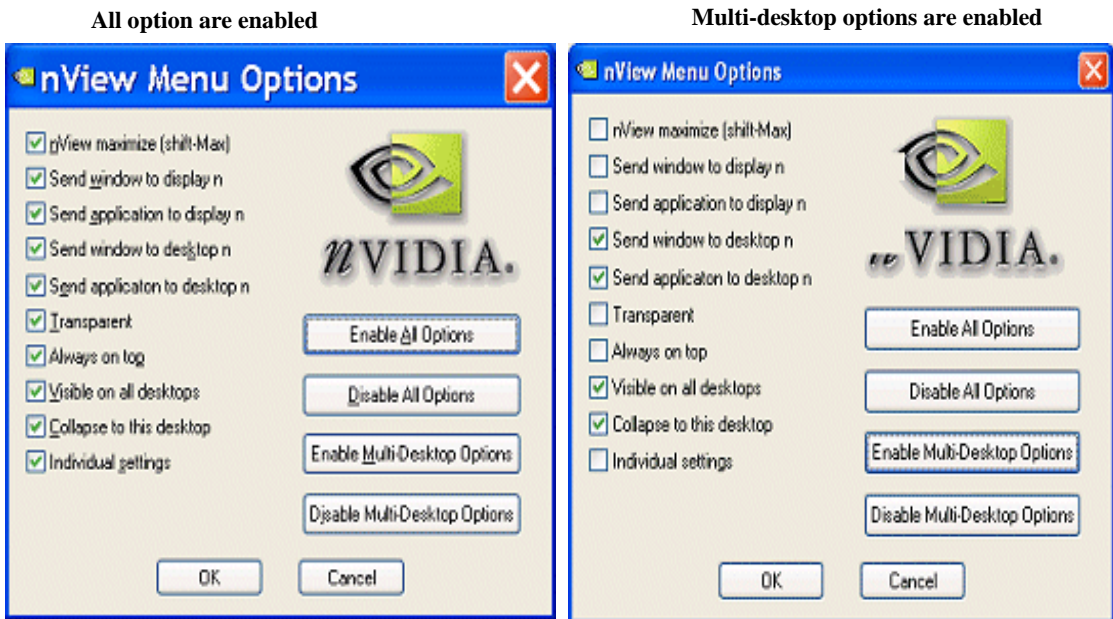 All option are enabled
nView Menu Options
nView maximize (shift-Max)
Send window to display n
Send application to display n
Send window to desktop n
Send applicaton to desktop n
Transparent
Always on top
Visible on all desktops
Collapse to this desktop
Individual settings
nVIDIA.
Enable All Options
Disable All Options
Enable Multi-Desktop Options
Disable Multi-Desktop Options
OK
Cancel
Multi-desktop options are enabled
nView Menu Options
nView maximize (shift-Max)
Send window to display n
Send application to display n
Send window to desktop n
Send applicaton to desktop n
Transparent
Always on top
Visible on all desktops
Collapse to this desktop
Individual settings
VIDIA.
Enable All Options
Disable All Options
Enable Multi-Desktop Options
Disable Multi-Desktop Options
OK
Cancel